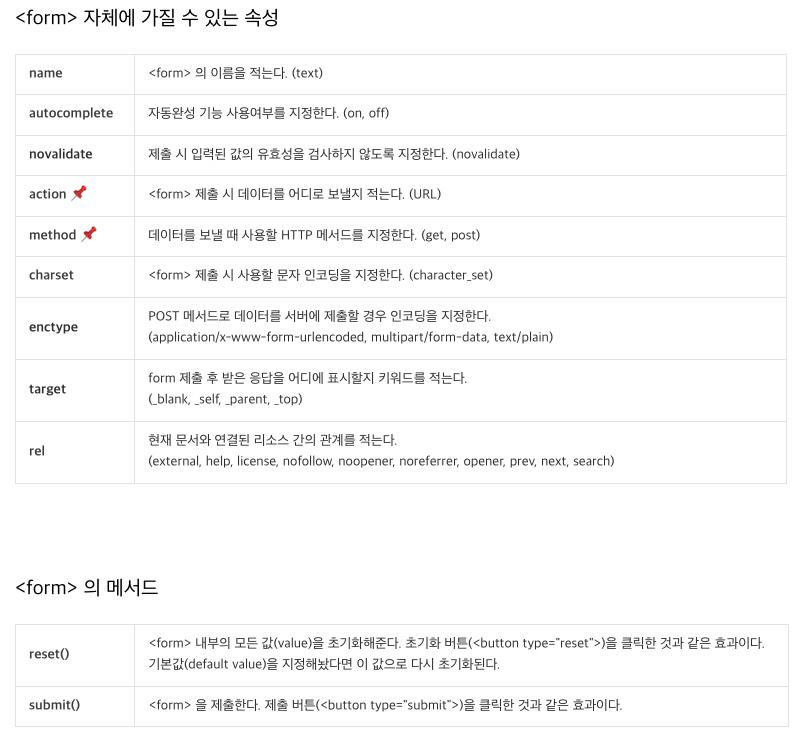 <form> 자체에 가질 수 있는 속성
name <form> 의 이름을 적는다. (text)
autocomplete 자동완성 기능 사용여부를 지정한다. (on, off)
novalidate 제출 시 입력된 값의 유효성을 검사하지 않도록 지정한다. (novalidate)
action 📌 <form> 제출 시 데이터를 어디로 보낼지 적는다. (URL)
method 📌 데이터를 보낼 때 사용할 HTTP 메서드를 지정한다. (get, post)
charset <form> 제출 시 사용할 문자 인코딩을 지정한다. (character_set)
enctype POST 메서드로 데이터를 서버에 제출할 경우 인코딩을 지정한다.
(application/x-www-form-urlencoded, multipart/form-data, text/plain)
target form 제출 후 받은 응답을 어디에 표시할지 키워드를 적는다.
(_blank, _self, _parent, _top)
rel 현재 문서와 연결된 리소스 간의 관계를 적는다.
(external, help, license, nofollow, noopener, noreferrer, opener, prev, next, search)
<form> 의 메서드
reset() <form> 내부의 모든 값(value)을 초기화해준다. 초기화 버튼(<button type="reset">)을 클릭한 것과 같은 효과이다.
기본값(default value)을 지정해놨다면 이 값으로 다시 초기화된다.
submit() <form> 을 제출한다. 제출 버튼(<button type="submit">)을 클릭한 것과 같은 효과이다.